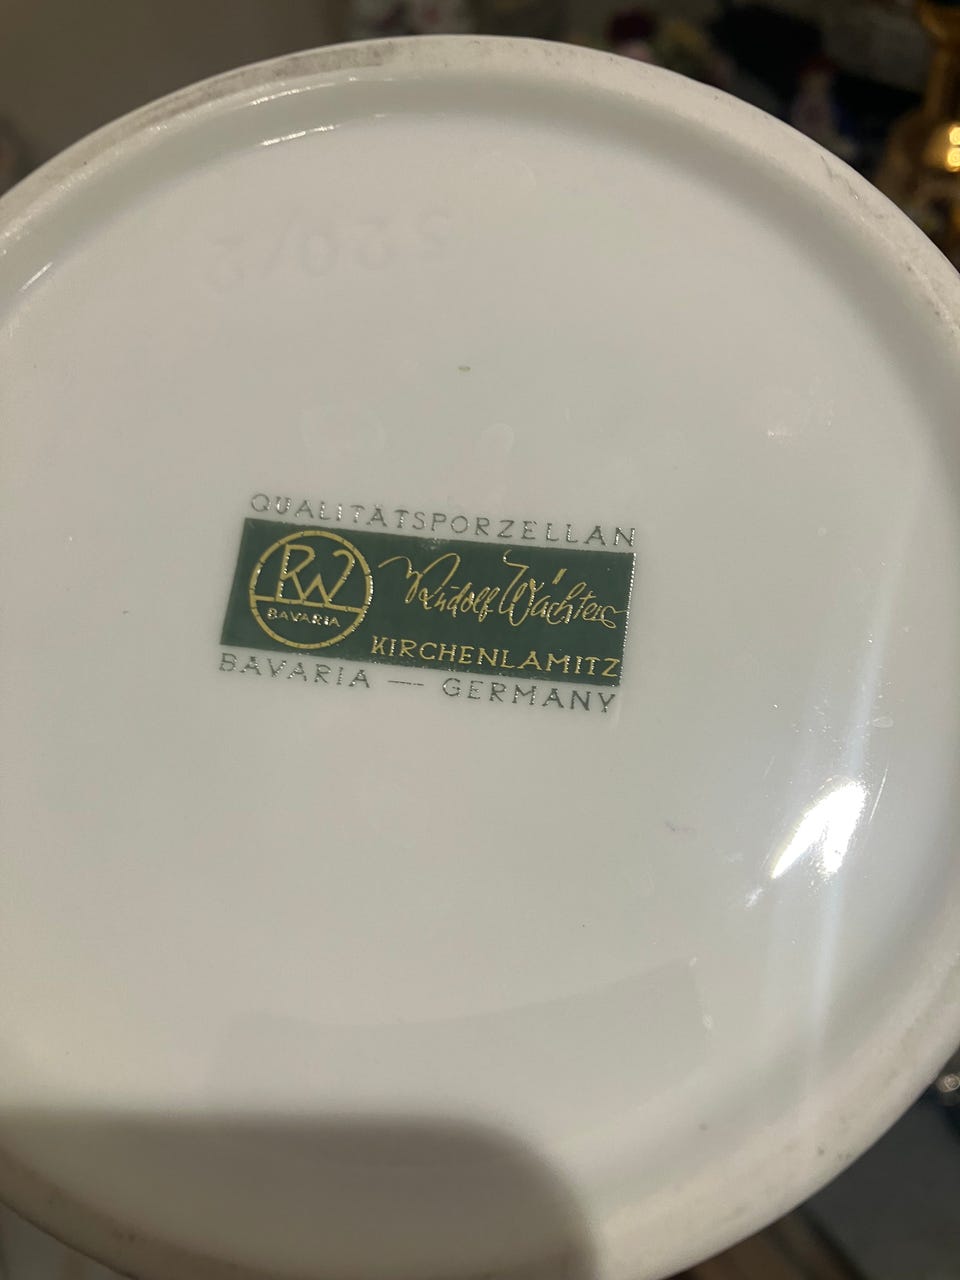 QUALITÄTSPORZELLAN
RW
BAVARIA
Rudolf Wächter
KIRCHENLAMITZ
BAVARIA — GERMANY